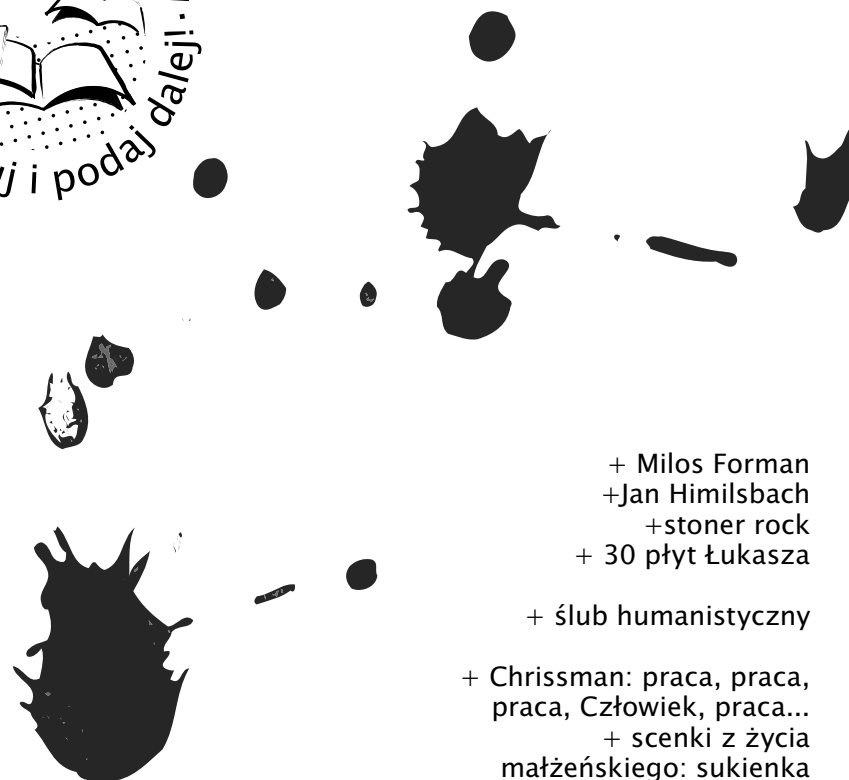 i podaj dalej! ·
+ Milos Forman
+Jan Himilsbach
+stoner rock
+ 30 płyt Łukasza
+ ślub humanistyczny
+ Chrissman: praca, praca,
praca, Człowiek, praca...
+ scenki z życia
małżeńskiego: sukienka